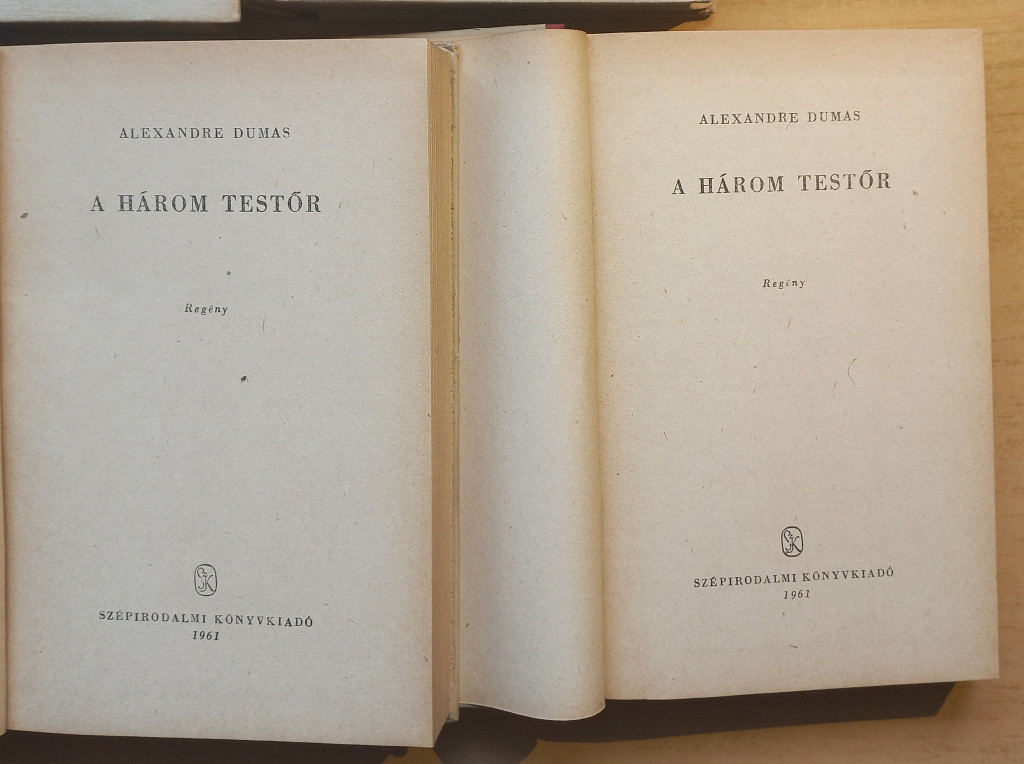 ALEXANDRE DUMAS
A HÁROM TESTŐR
Regény
SZÉPIRODALMI KÖNYVKIADÓ
1961
ALEXANDRE DUMAS
A HÁROM TESTŐR
Regény
SZÉPIRODALMI KÖNYVKIADÓ
1961